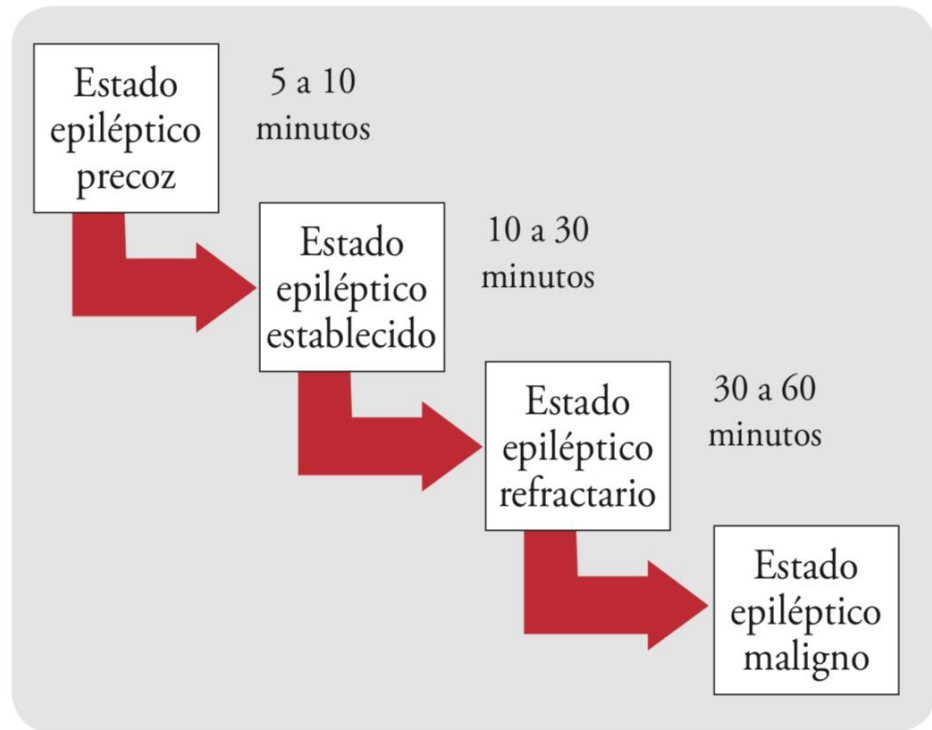 Estado
epiléptico
precoz
5 a 10
minutos
Estado
epiléptico
establecido
10 a 30
minutos
Estado
epiléptico
refractario
30 a 60
minutos
Estado
epiléptico
maligno